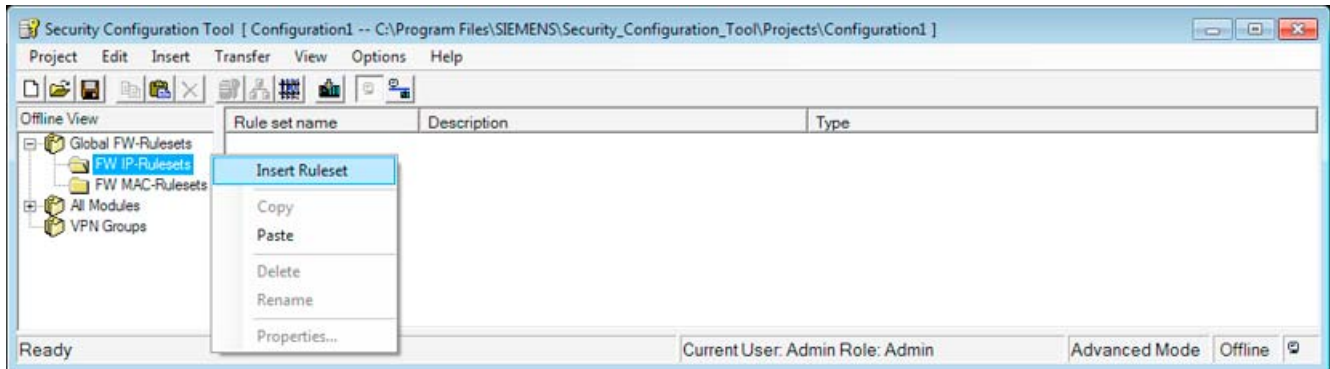 Security Configuration Tool [ Configuration1 -- C:\Program Files\SIEMENS\Security_Configuration_Tool\Projects\Configuration1 ]
Project Edit Insert Transfer View Options Help
Offline View
Rule set name Description Type
Global FW-Rulesets
FW IP-Rulesets
FW MAC-Rulesets
All Modules
VPN Groups
Insert Ruleset
Copy
Paste
Delete
Rename
Properties...
Ready Current User: Admin Role: Admin Advanced Mode Offline